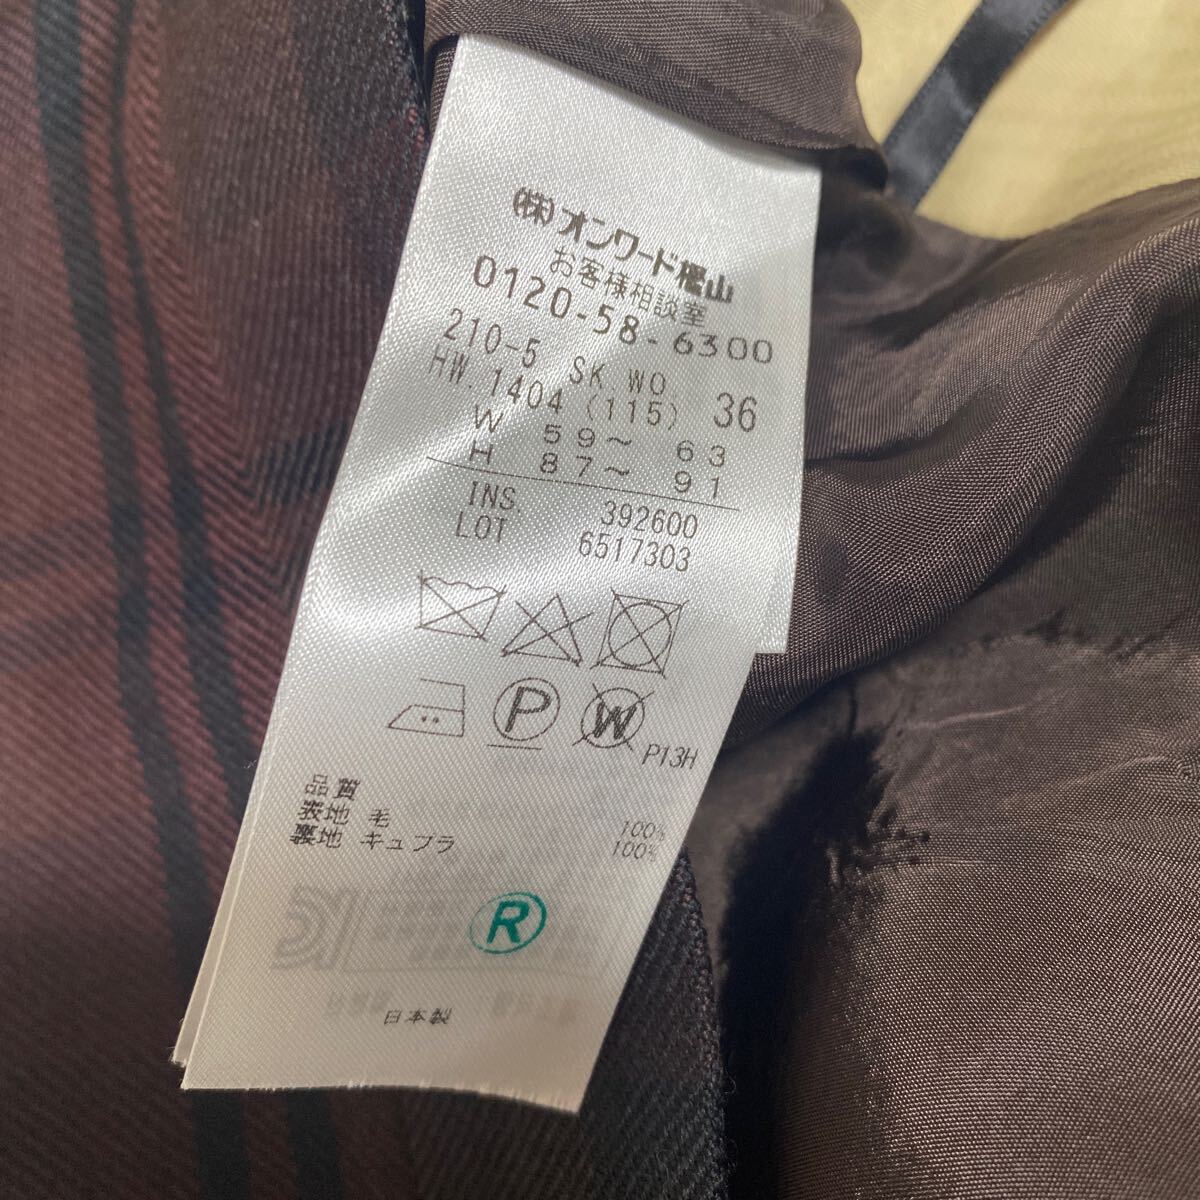 (株)オンワード樫山
お客様相談室
0120-58-6300
210-5 SK.WO
HW.1404 (115) 36
W 59～ 63
H 87～ 91
INS. 392600
LOT 6517303
P W
P13H
品質
表地 毛 100%
裏地 キュプラ 100%
R
日本製